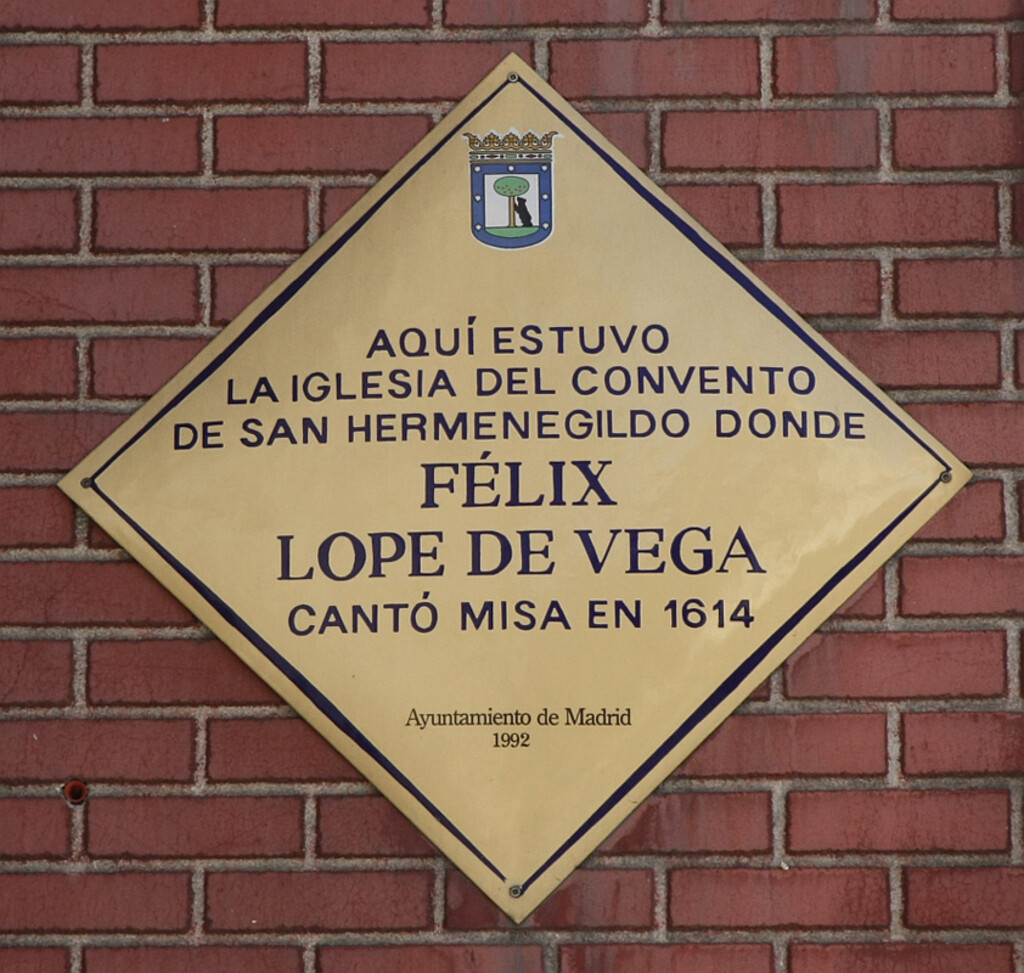 AQUÍ ESTUVO
LA IGLESIA DEL CONVENTO
DE SAN HERMENEGILDO DONDE
FÉLIX
LOPE DE VEGA
CANTÓ MISA EN 1614
Ayuntamiento de Madrid
1992